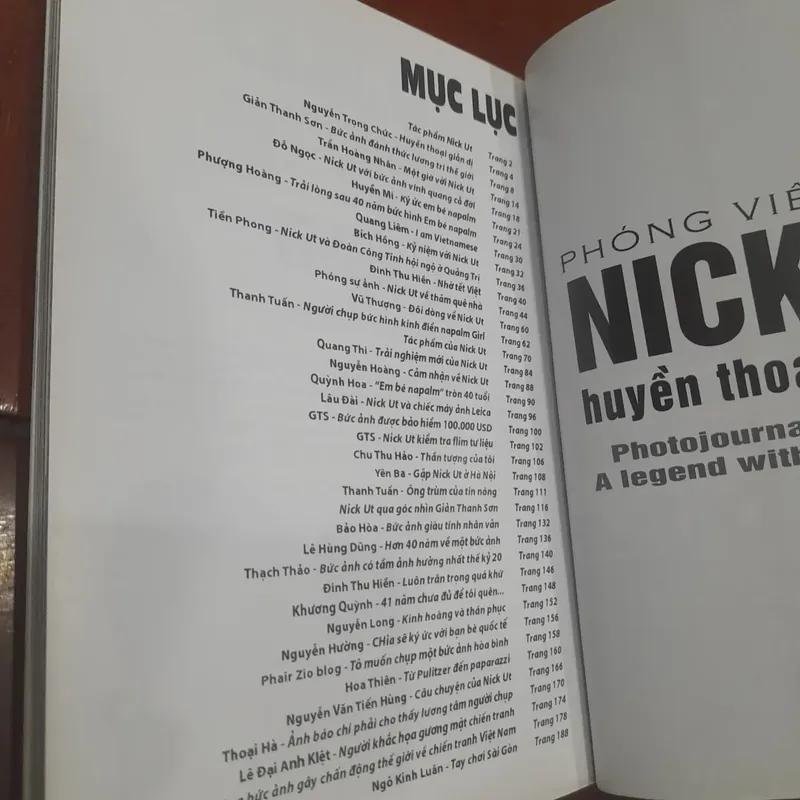 MỤC LỤC
Tác phẩm Nick Ut Trang 2
Nguyễn Trọng Chức - Huyền thoại giản dị Trang 4
Giản Thanh Sơn - Bức ảnh đánh thức lương tri thế giới Trang 8
Trần Hoàng Nhân - Một giờ với Nick Ut Trang 14
Đỗ Ngọc - Nick Ut với bức ảnh vinh quang cả đời Trang 18
Huyền Mi - Ký ức em bé napalm Trang 21
Phượng Hoàng - Trải lòng sau 40 năm bức hình Em bé napalm Trang 24
Quang Liêm - I am Vietnamese Trang 30
Bích Hồng - Kỷ niệm với Nick Ut Trang 32
Tiền Phong - Nick Ut và Đoàn Công Tính hội ngộ ở Quảng Trị Trang 36
Đinh Thu Hiền - Nhớ tết Việt Trang 40
Phóng sự ảnh - Nick Ut về thăm quê nhà Trang 44
Vũ Thượng - Đôi dòng về Nick Ut Trang 60
Thanh Tuấn - Người chụp bức hình kinh điển napalm Girl Trang 62
Tác phẩm của Nick Ut Trang 70
Quang Thi - Trải nghiệm mới của Nick Ut Trang 84
Nguyễn Hoàng - Cảm nhận về Nick Ut Trang 88
Quỳnh Hoa - "Em bé napalm" tròn 40 tuổi Trang 90
Lâu Đài - Nick Ut và chiếc máy ảnh Leica Trang 96
GTS - Bức ảnh được bảo hiểm 100.000 USD Trang 100
GTS - Nick Ut kiểm tra flim tư liệu Trang 102
Chu Thu Hảo - Thần tượng của tôi Trang 106
Yên Ba - Gặp Nick Ut ở Hà Nội Trang 108
Thanh Tuấn - Ông trùm của tin nóng Trang 111
Nick Ut qua góc nhìn Giản Thanh Sơn Trang 116
Bảo Hòa - Bức ảnh giàu tính nhân văn Trang 132
Lê Hùng Dũng - Hơn 40 năm về một bức ảnh Trang 136
Thạch Thảo - Bức ảnh có tầm ảnh hưởng nhất thế kỷ 20 Trang 140
Đinh Thu Hiền - Luôn trân trọng quá khứ Trang 146
Khương Quỳnh - 41 năm chưa đủ để tôi quên... Trang 148
Nguyễn Long - Kinh hoàng và thán phục Trang 152
Nguyễn Hường - CHia sẽ ký ức với bạn bè quốc tế Trang 156
Phair Zio blog - Tỏ muốn chụp một bức ảnh hòa bình Trang 158
Hoa Thiên - Từ Pulitzer đến paparazzi Trang 160
Nguyễn Văn Tiến Hùng - Câu chuyện của Nick Ut Trang 166
Thoại Hà - Ảnh báo chí phải cho thấy lương tâm người chụp Trang 170
Lê Đại Anh Klệt - Người khắc họa gương mặt chiến tranh Trang 174
bức ảnh gây chấn động thế giới về chiến tranh Việt Nam Trang 178
Ngô Kinh Luân - Tay chơi Sài Gòn Trang 188
PHÓNG VIÊ
NICK
huyền thoạ
Photojourna
A legend with